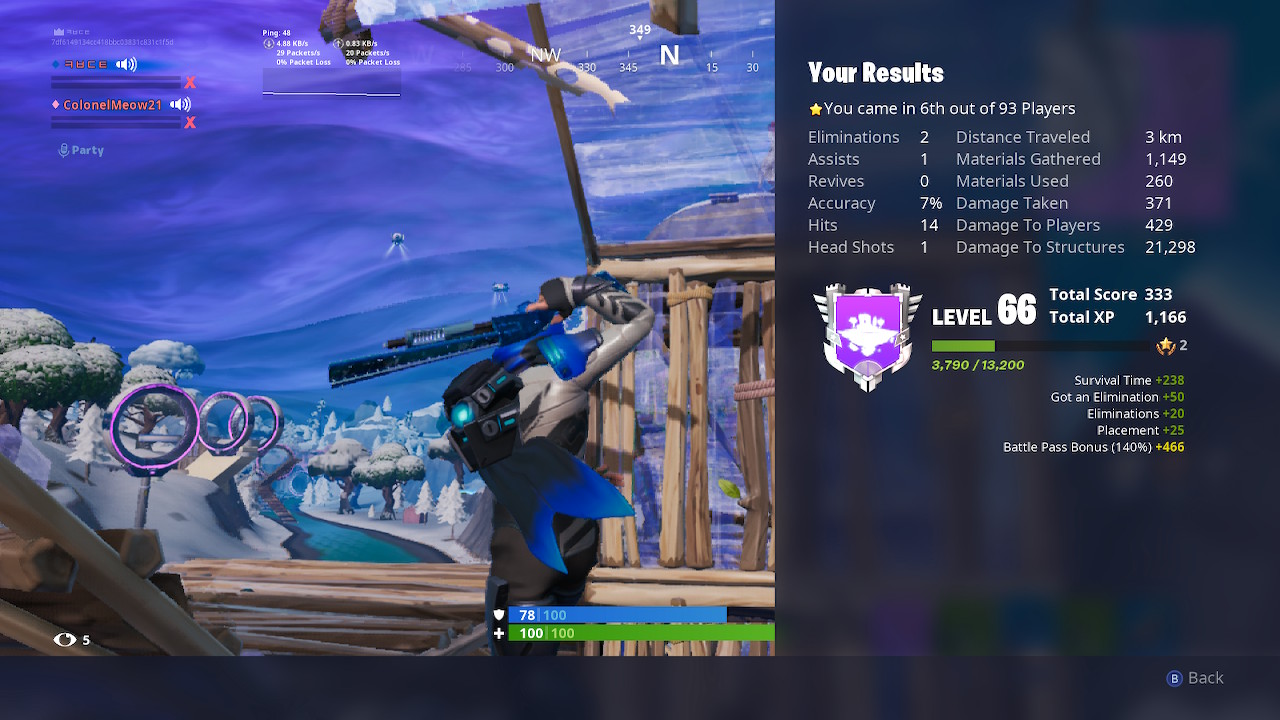 Ping: 48
4.88 KB/s 0.83 KB/s
29 Packets/s 20 Packets/s
0% Packet Loss 0% Packet Loss
349
NW N
285 300 330 345 15 30
X
ColonelMeow21
X
Party
78 | 100
100 | 100
5
Your Results
You came in 6th out of 93 Players
Eliminations 2 Distance Traveled 3 km
Assists 1 Materials Gathered 1,149
Revives 0 Materials Used 260
Accuracy 7% Damage Taken 371
Hits 14 Damage To Players 429
Head Shots 1 Damage To Structures 21,298
LEVEL 66
Total Score 333
Total XP 1,166
2
3,790 / 13,200
Survival Time +238
Got an Elimination +50
Eliminations +20
Placement +25
Battle Pass Bonus (140%) +466
B Back